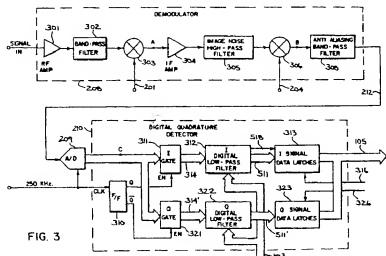 DEMODULATOR
301
302
A
SIGNAL
IN
RF
AMP
BAND-PASS
FILTER
303
IF
AMP
304
IMAGE NOISE
HIGH-PASS
FILTER
305
306
B
ANTI ALIASING
BAND-PASS
FILTER
308
208
201
204
212
210
DIGITAL QUADRATURE
DETECTOR
209
A/D
C
311
I
GATE
EN
314
312
I
DIGITAL
LOW-PASS
FILTER
518
511
313
I SIGNAL
DATA LATCHES
105
316
326
250 KHz.
CLK
F/F
Q
Q
310
Q
GATE
EN
321
314'
322
Q
DIGITAL
LOW-PASS
FILTER
511'
323
Q SIGNAL
DATA LATCHES
FIG. 3